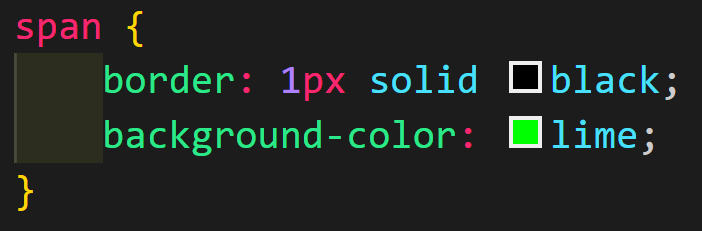 span {
    border: 1px solid black;
    background-color: lime;
}